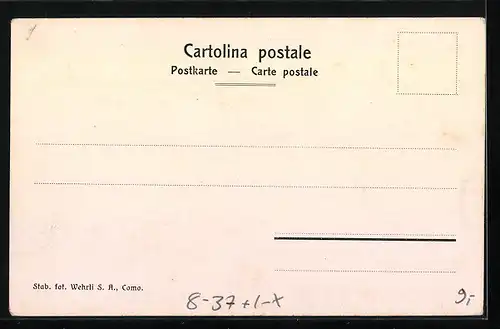 Cartolina postale
Postkarte — Carte postale
Stab. fot. Wehrli S. A., Como.
8-37+1-X
9,-